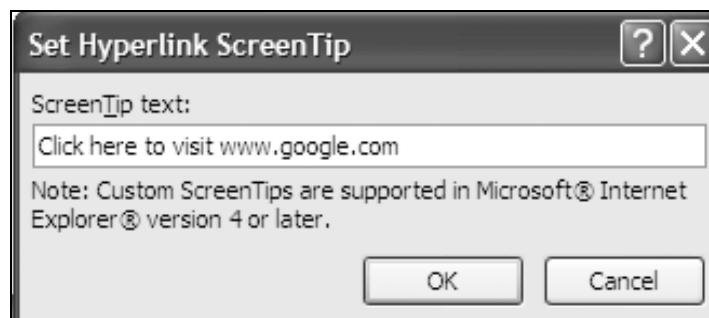 Set Hyperlink ScreenTip
ScreenTip text:
Click here to visit www.google.com
Note: Custom ScreenTips are supported in Microsoft® Internet
Explorer® version 4 or later.
OK Cancel